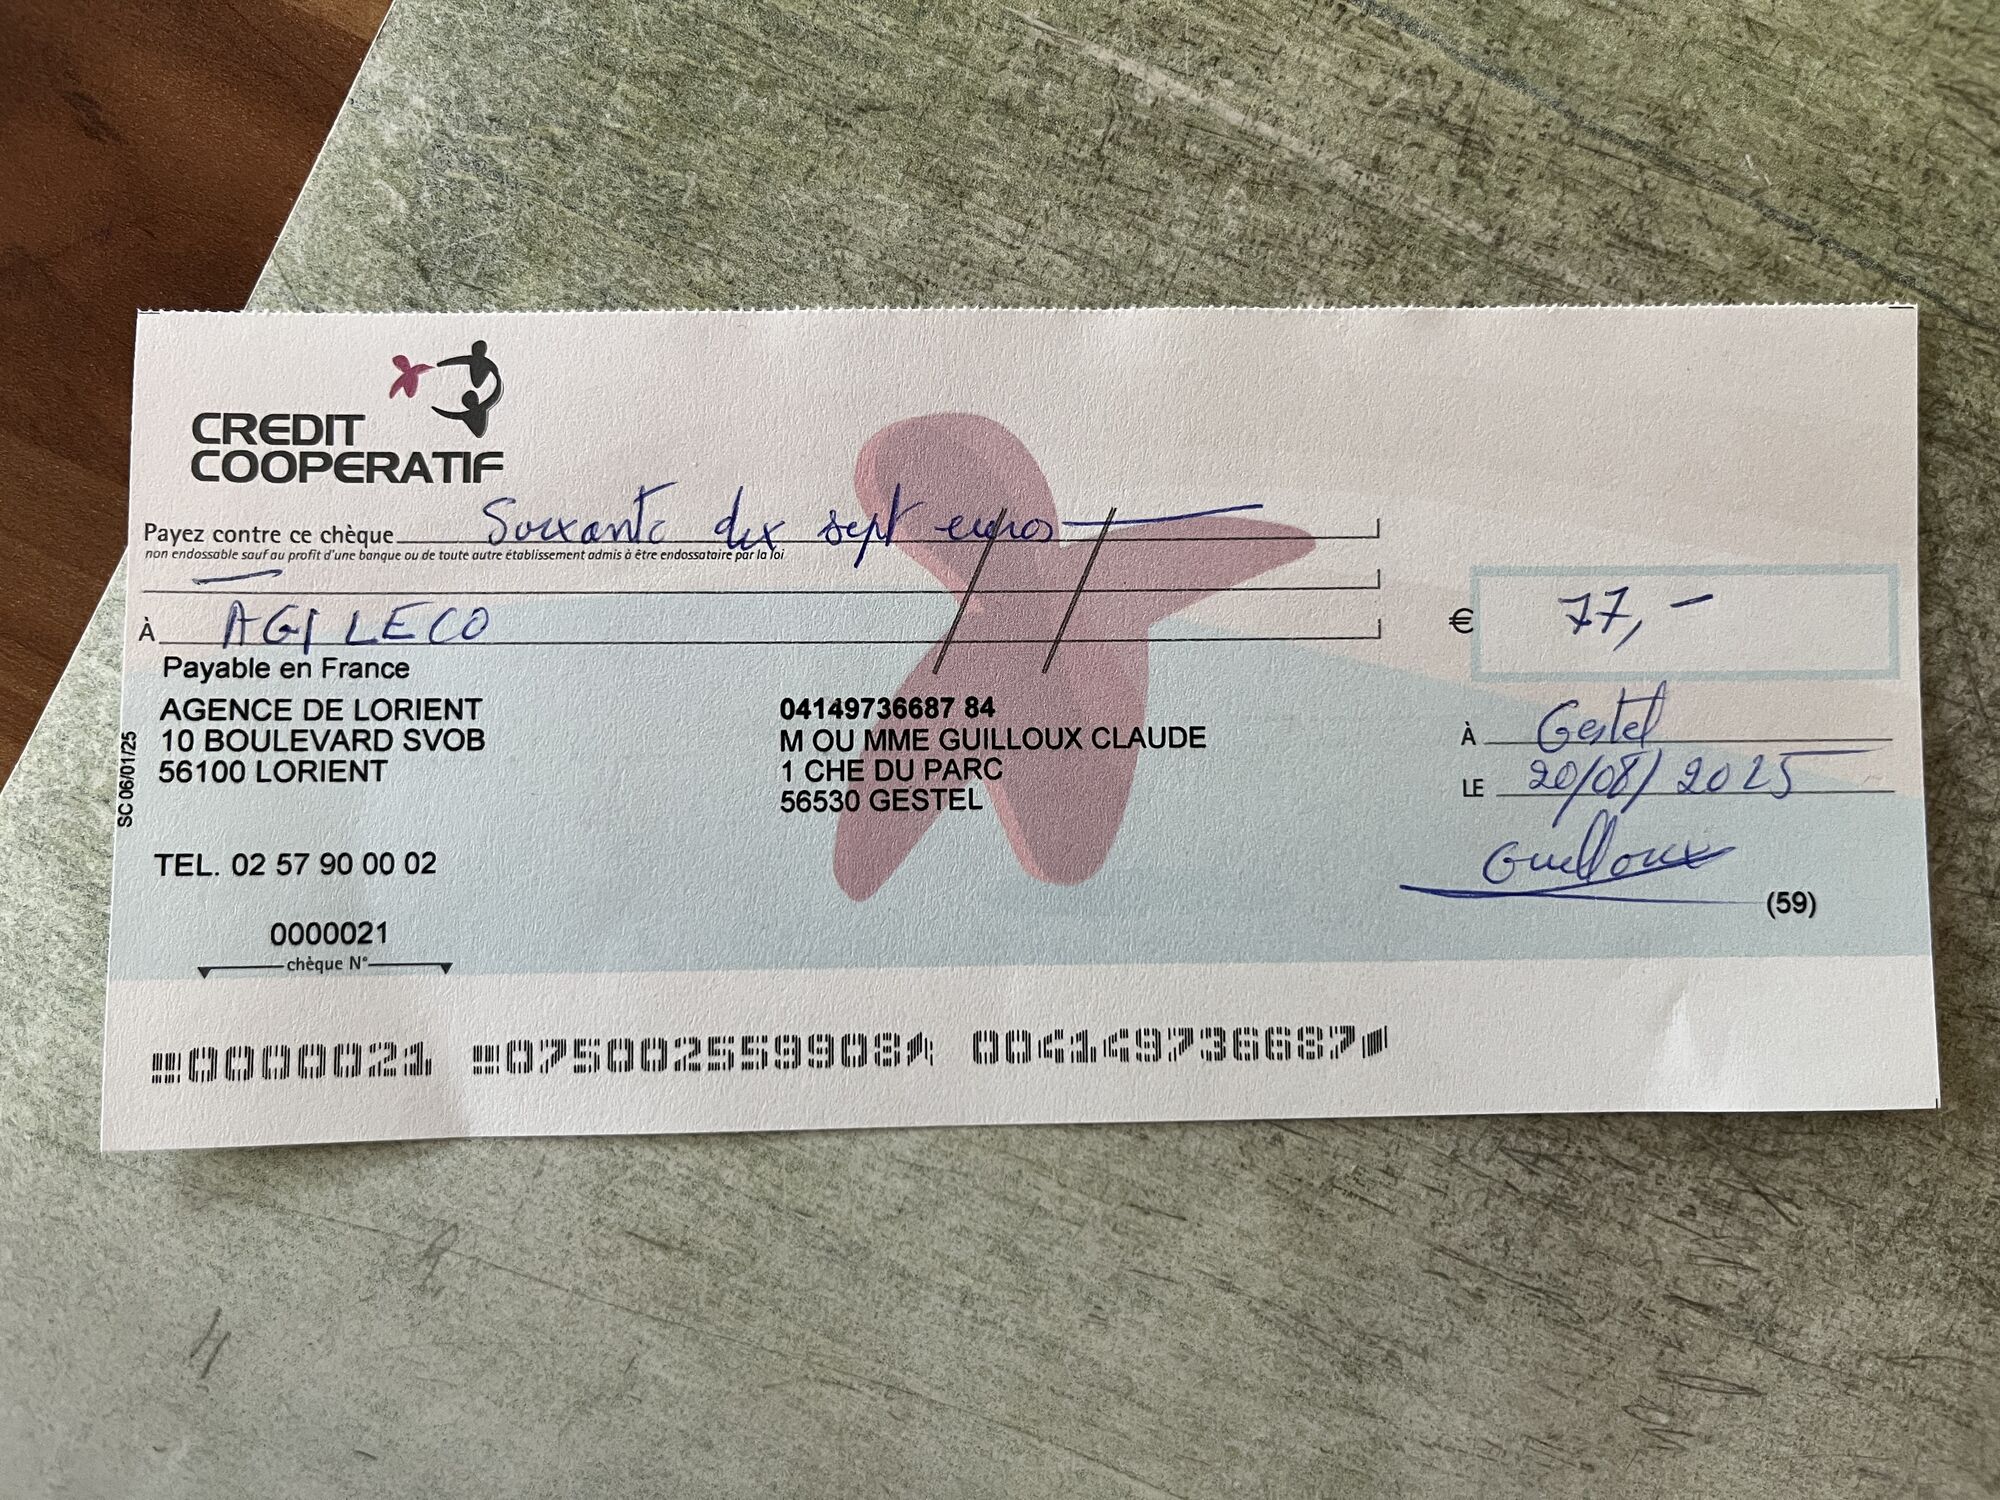 CREDIT
COOPERATIF
Payez contre ce chèque Soixante dix sept euros
non endossable sauf au profit d'une banque ou de toute autre établissement admis à être endossataire par la loi
À AGILECO
€ 77,-
Payable en France
AGENCE DE LORIENT
10 BOULEVARD SVOB
56100 LORIENT
TEL. 02 57 90 00 02
SC 06/01/25
04149736687 84
M OU MME GUILLOUX CLAUDE
1 CHE DU PARC
56530 GESTEL
À Gestel
LE 20/08/2025
Guilloux
(59)
0000021
chèque N°
0000021 075002559908 004149736687